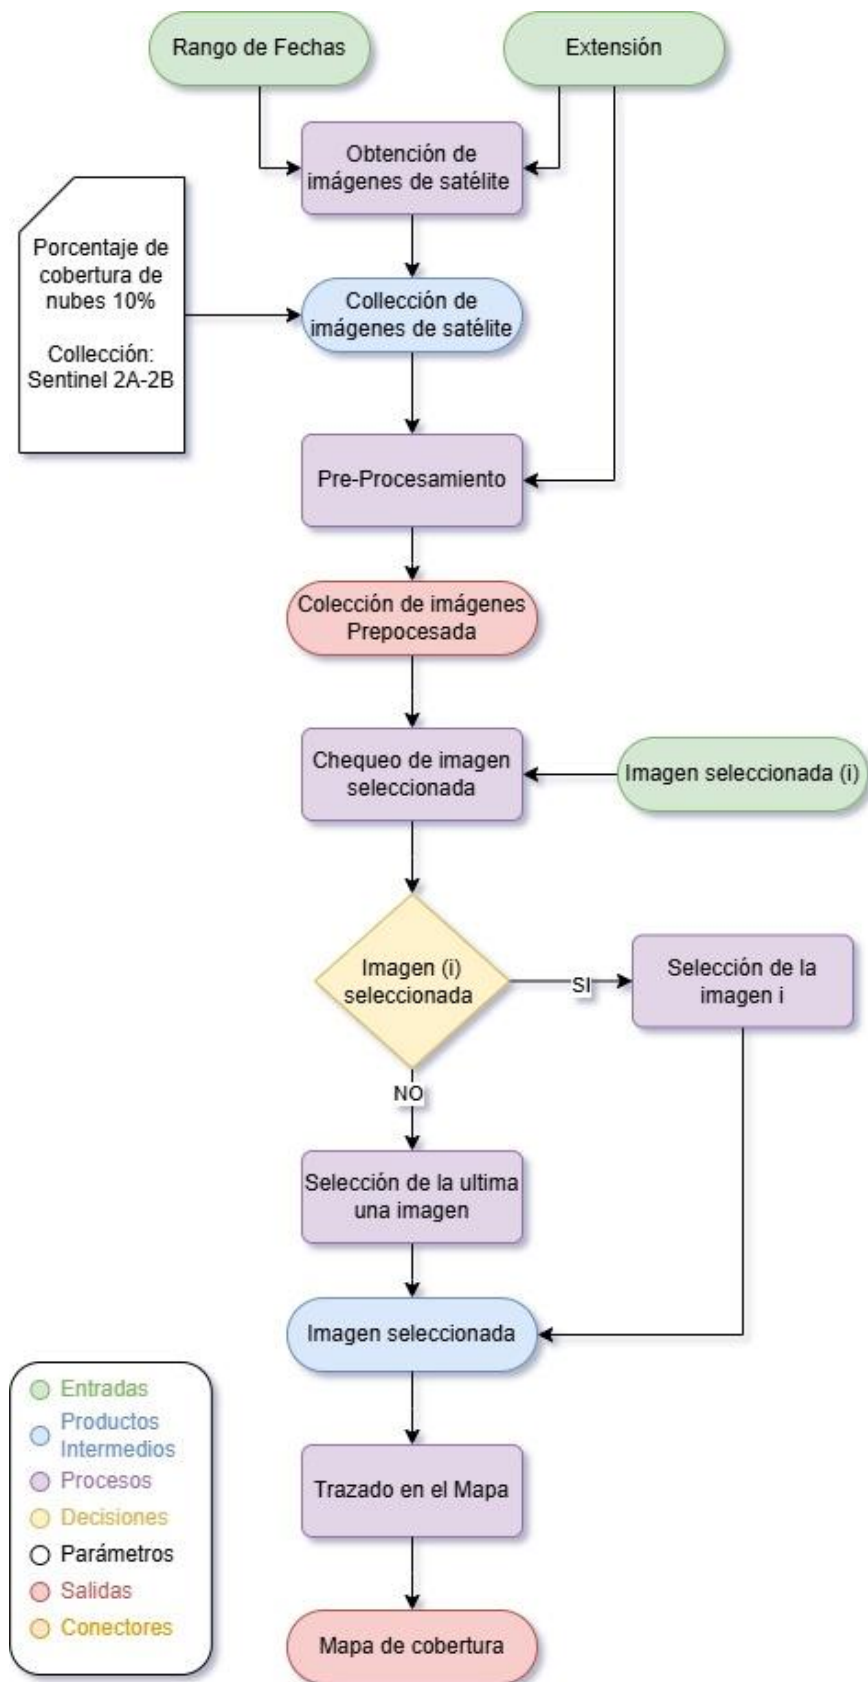 Rango de Fechas
Extensión
Obtención de
imágenes de satélite
Porcentaje de
cobertura de
nubes 10%
Collección:
Sentinel 2A-2B
Collección de
imágenes de satélite
Pre-Procesamiento
Colección de imágenes
Prepocesada
Chequeo de imagen
seleccionada
Imagen seleccionada (i)
Imagen (i)
seleccionada
SI
Selección de la
imagen i
NO
Selección de la ultima
una imagen
Imagen seleccionada
Trazado en el Mapa
Mapa de cobertura
Entradas
Productos
Intermedios
Procesos
Decisiones
Parámetros
Salidas
Conectores